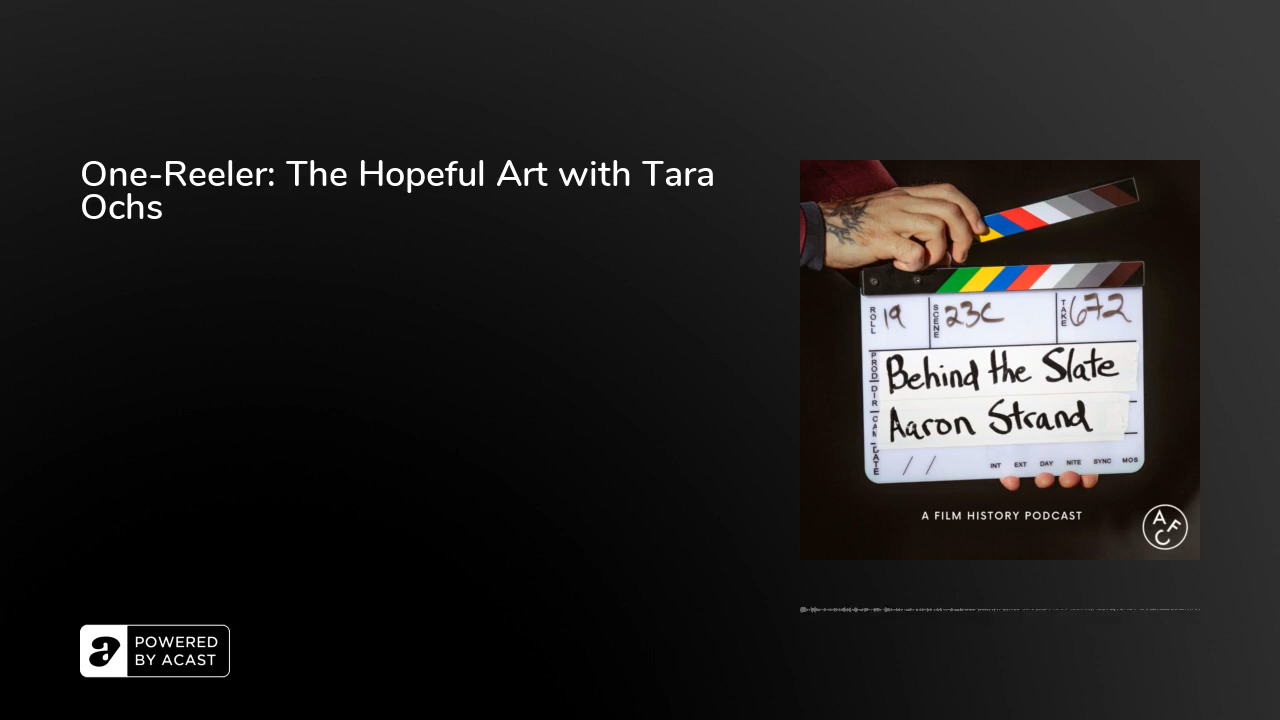 One-Reeler: The Hopeful Art with Tara
Ochs
ROLL
19
SCENE
23C
TAKE
672
PROD
Behind the Slate
DIR
Aaron Strand
CAM
DATE
/ /
INT EXT DAY NITE SYNC MOS
A FILM HISTORY PODCAST
AFC
POWERED
BY ACAST